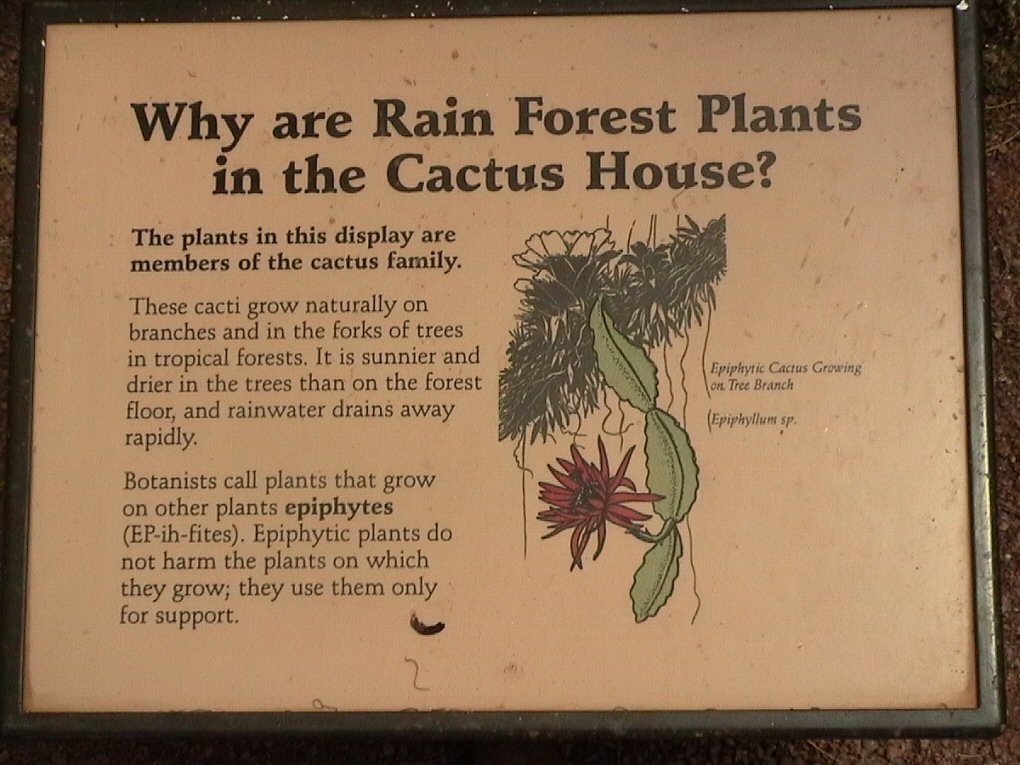 Why are Rain Forest Plants
in the Cactus House?
The plants in this display are
members of the cactus family.
These cacti grow naturally on
branches and in the forks of trees
in tropical forests. It is sunnier and
drier in the trees than on the forest
floor, and rainwater drains away
rapidly.
Botanists call plants that grow
on other plants epiphytes
(EP-ih-fites). Epiphytic plants do
not harm the plants on which
they grow; they use them only
for support.
Epiphytic Cactus Growing
on Tree Branch
(Epiphyllum sp.